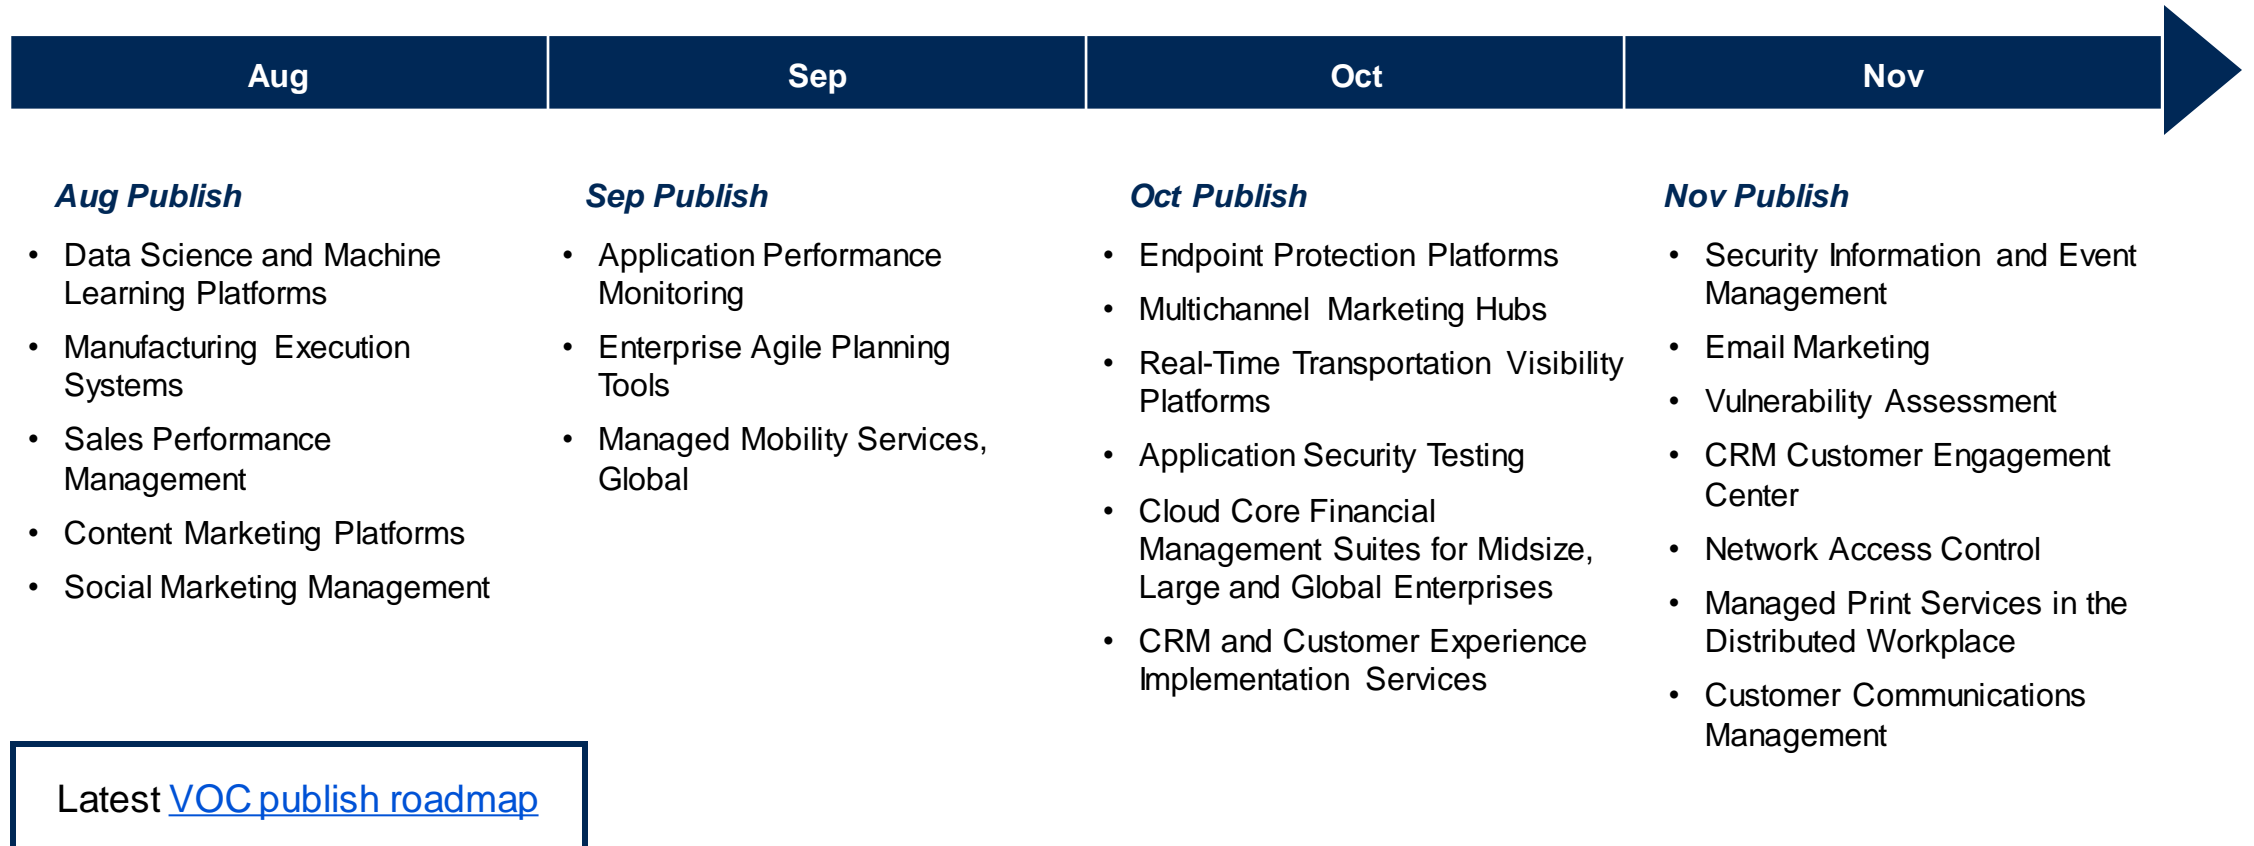 Aug
Sep
Oct
Nov
Aug Publish
• Data Science and Machine
Learning Platforms
• Manufacturing Execution
Systems
• Sales Performance
Management
• Content Marketing Platforms
• Social Marketing Management
Sep Publish
• Application Performance
Monitoring
• Enterprise Agile Planning
Tools
• Managed Mobility Services,
Global
Oct Publish
• Endpoint Protection Platforms
• Multichannel Marketing Hubs
• Real-Time Transportation Visibility
Platforms
• Application Security Testing
• Cloud Core Financial
Management Suites for Midsize,
Large and Global Enterprises
• CRM and Customer Experience
Implementation Services
Nov Publish
• Security Information and Event
Management
• Email Marketing
• Vulnerability Assessment
• CRM Customer Engagement
Center
• Network Access Control
• Managed Print Services in the
Distributed Workplace
• Customer Communications
Management
Latest VOC publish roadmap